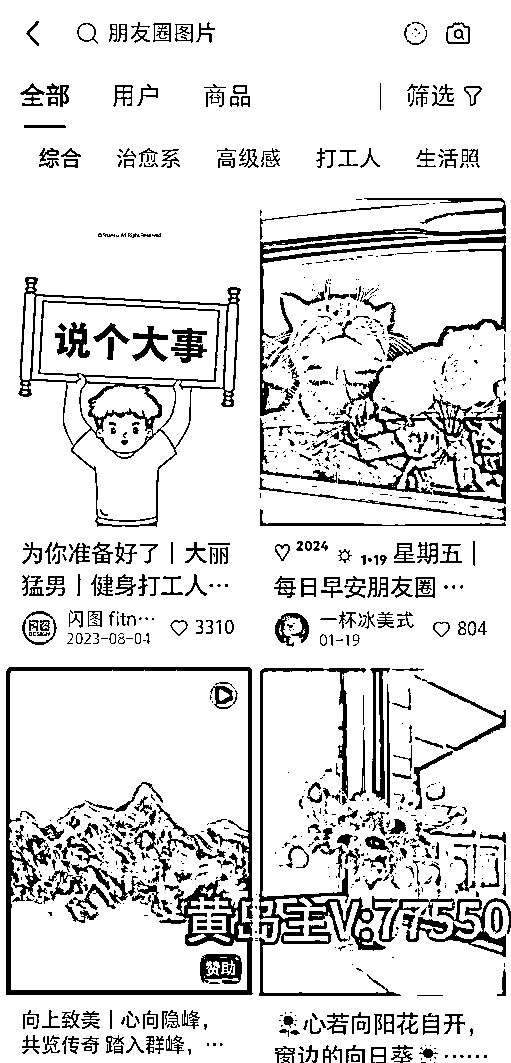 朋友圈图片
全部 用户 商品 筛选
综合 治愈系 高级感 打工人 生活照
说个大事
为你准备好了｜大丽
猛男｜健身打工人…
闪图 fitn…
2023-08-04
3310
2024 1·19 星期五｜
每日早安朋友圈 …
一杯冰美式
01-19
804
黄岛主V:77550
赞助
向上致美｜心向隐峰，
共览传奇 踏入群峰，…
心若向阳花自开，
窗边的向日葵……